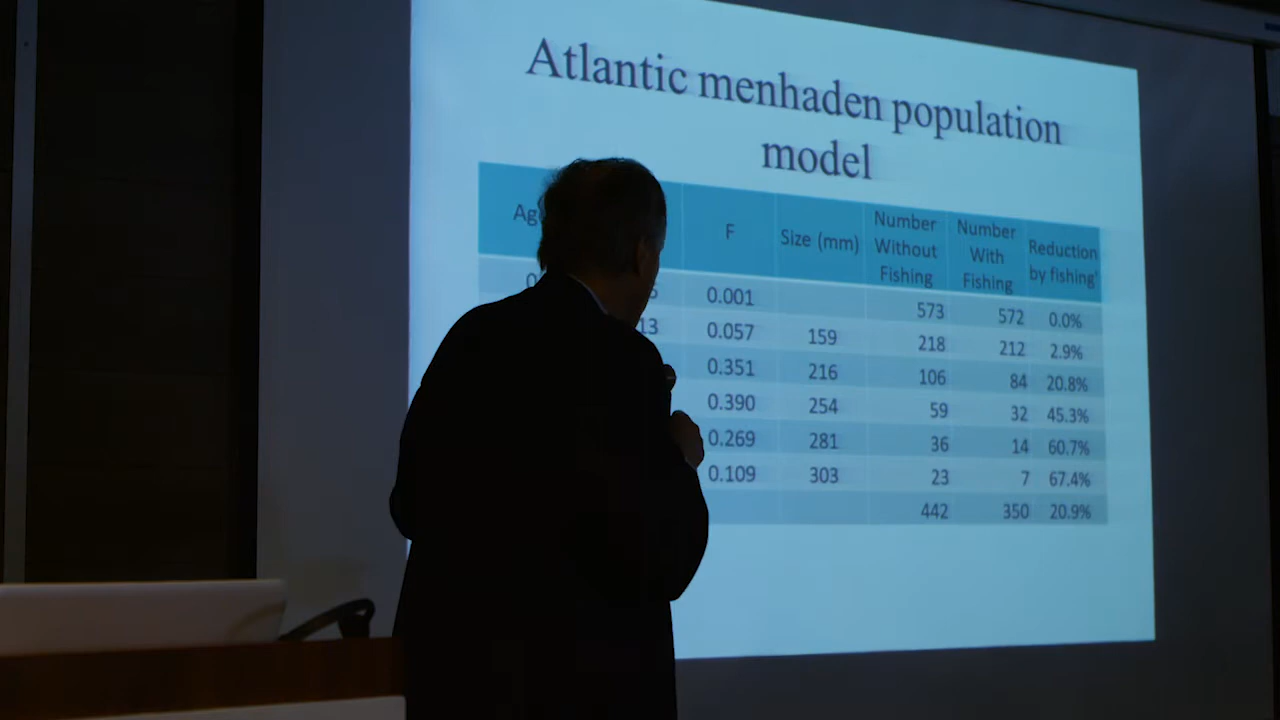 Atlantic menhaden population
model
F Size (mm) Number Without Fishing Number With Fishing Reduction by fishing
0.001 573 572 0.0%
13 0.057 159 218 212 2.9%
0.351 216 106 84 20.8%
0.390 254 59 32 45.3%
0.269 281 36 14 60.7%
0.109 303 23 7 67.4%
442 350 20.9%